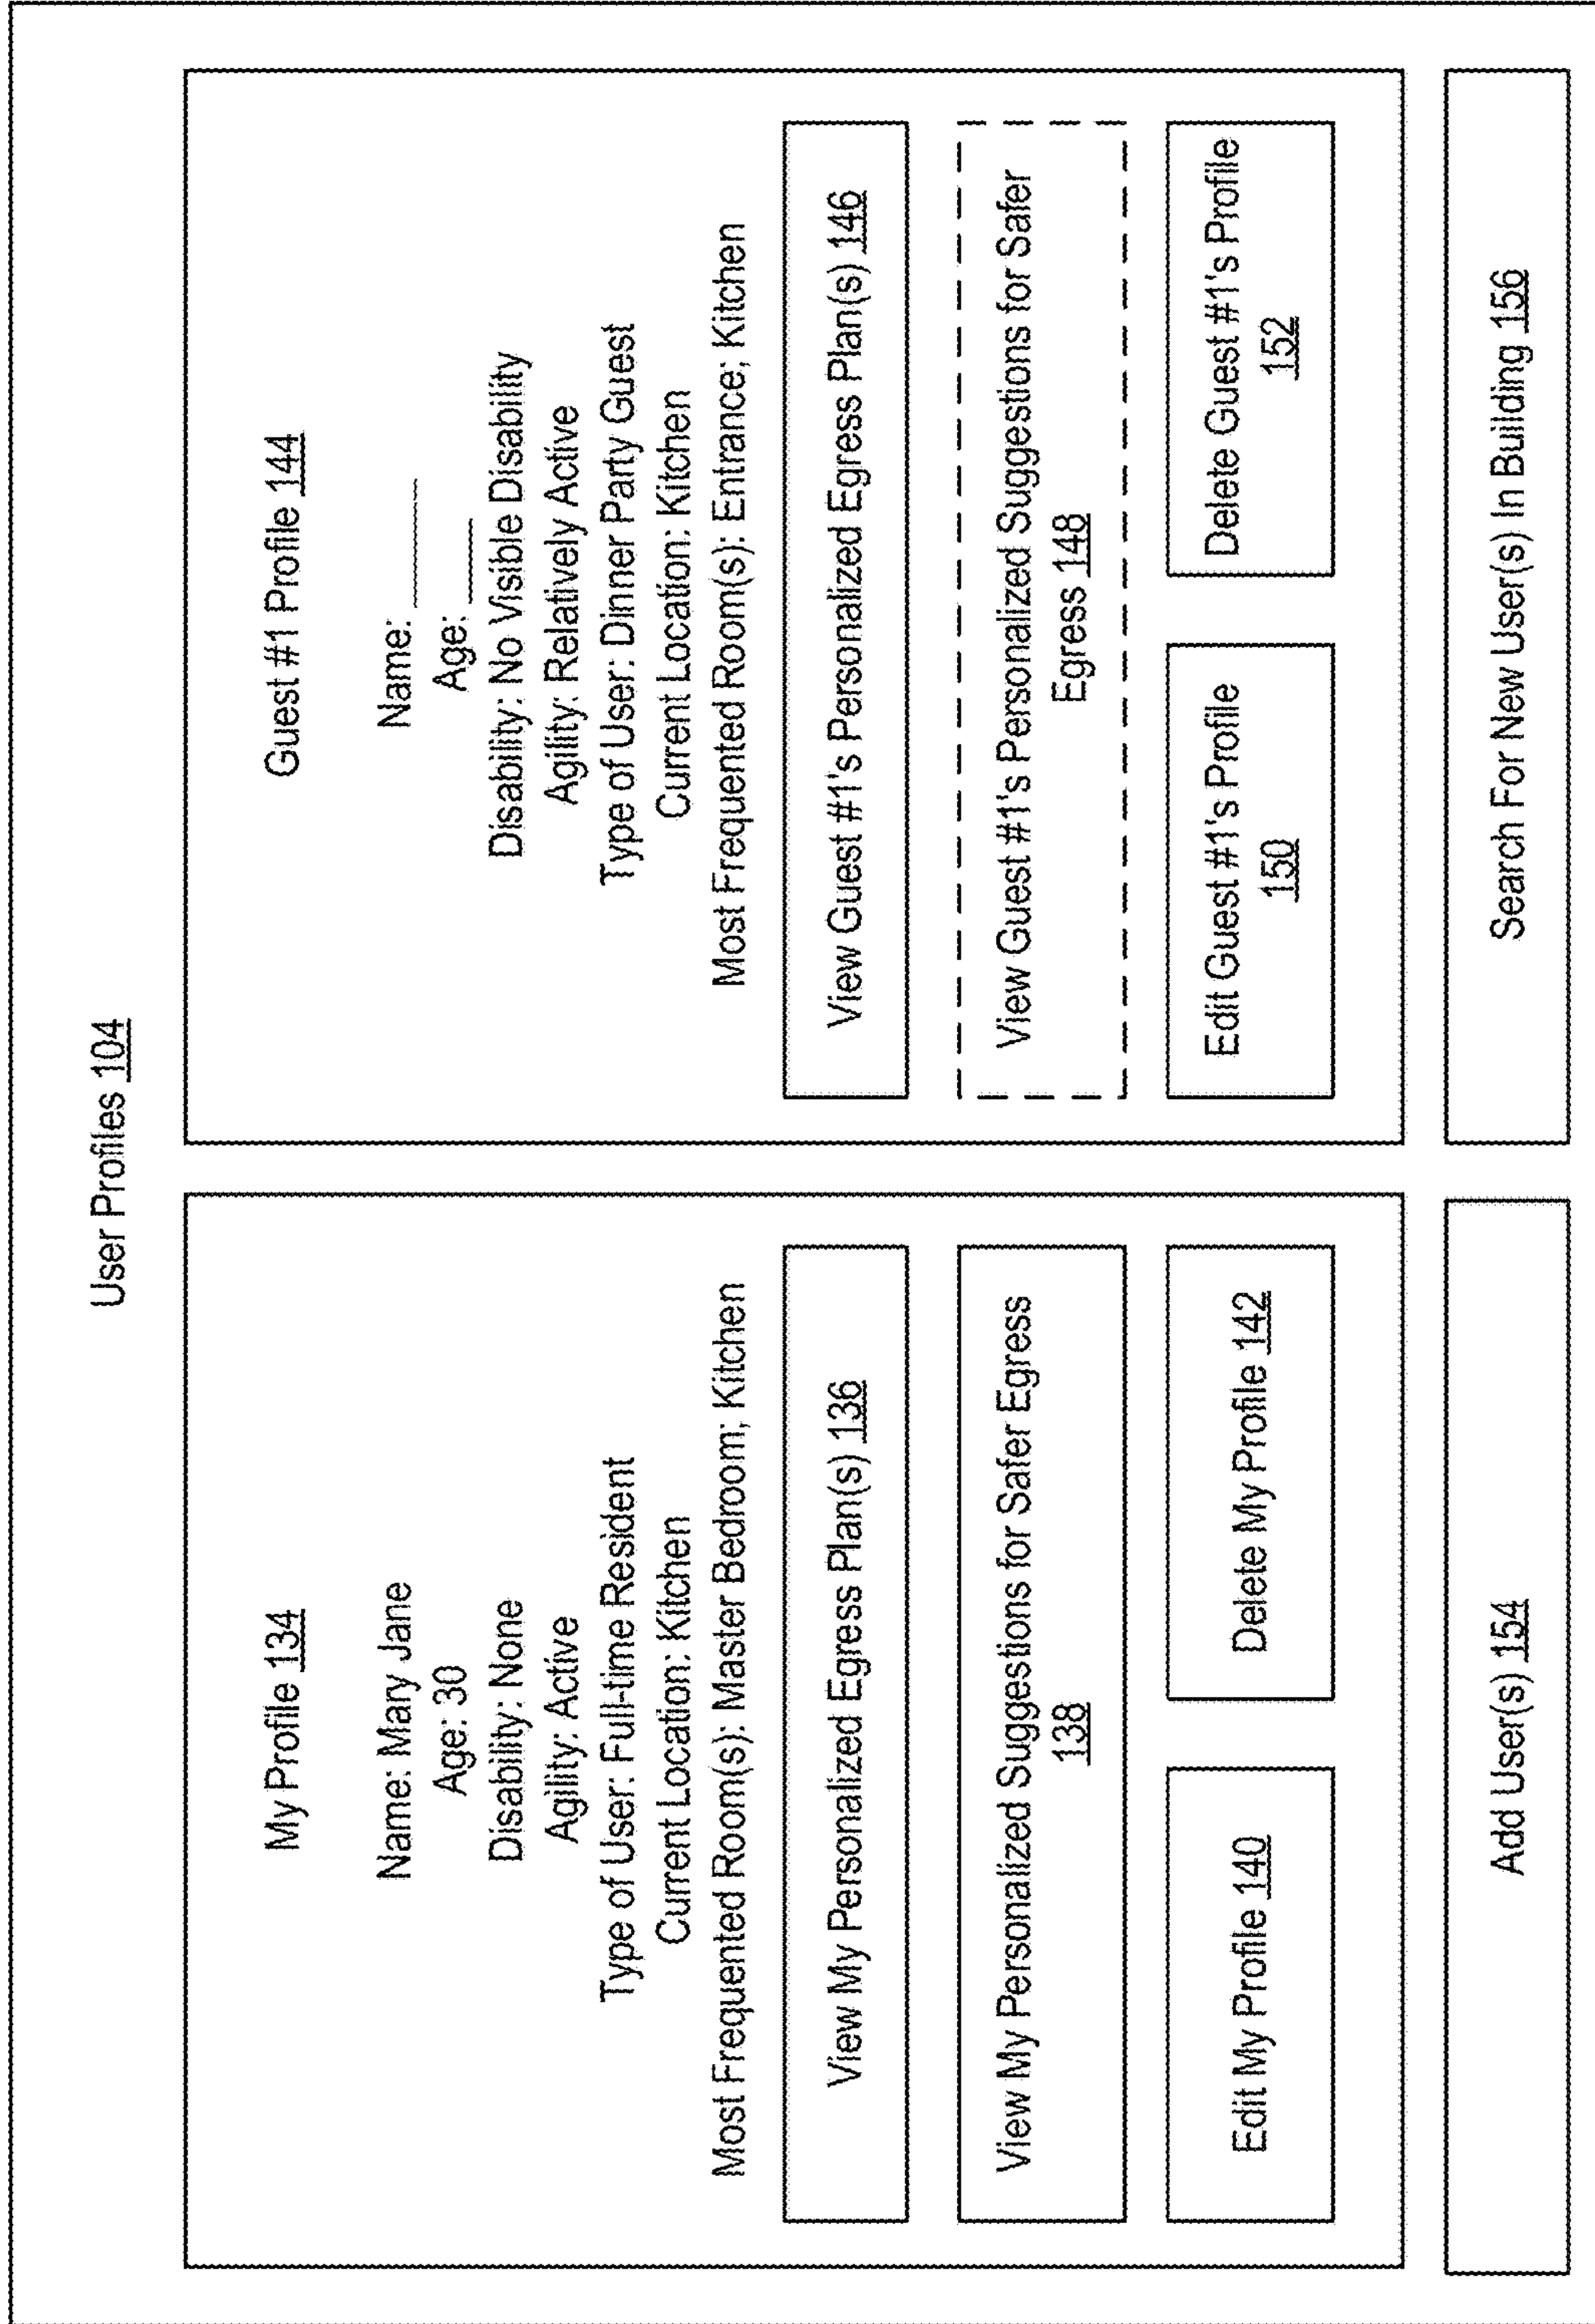 User Profiles 104
My Profile 134
Name: Mary Jane
Age: 30
Disability: None
Agility: Active
Type of User: Full-time Resident
Current Location: Kitchen
Most Frequented Room(s): Master Bedroom; Kitchen
View My Personalized Egress Plan(s) 136
View My Personalized Suggestions for Safer Egress
138
Edit My Profile 140
Delete My Profile 142
Guest #1 Profile 144
Name: ______
Age: ____
Disability: No Visible Disability
Agility: Relatively Active
Type of User: Dinner Party Guest
Current Location: Kitchen
Most Frequented Room(s): Entrance; Kitchen
View Guest #1's Personalized Egress Plan(s) 146
View Guest #1's Personalized Suggestions for Safer
Egress 148
Edit Guest #1's Profile
150
Delete Guest #1's Profile
152
Add User(s) 154
Search For New User(s) In Building 156